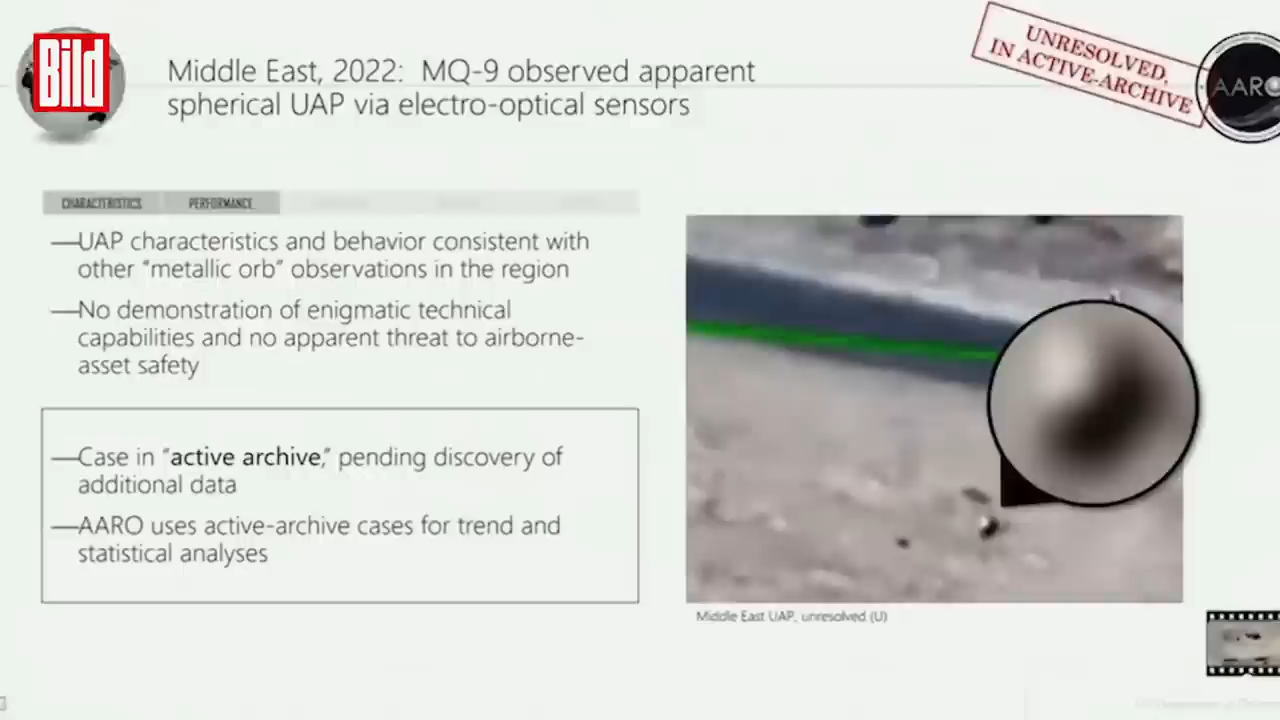 Bild
Middle East, 2022: MQ-9 observed apparent
spherical UAP via electro-optical sensors
UNRESOLVED,
IN ACTIVE-ARCHIVE
AARO
CHARACTERISTICS PERFORMANCE
—UAP characteristics and behavior consistent with
other “metallic orb” observations in the region
—No demonstration of enigmatic technical
capabilities and no apparent threat to airborne-
asset safety
—Case in “active archive,” pending discovery of
additional data
—AARO uses active-archive cases for trend and
statistical analyses
Middle East UAP, unresolved (U)